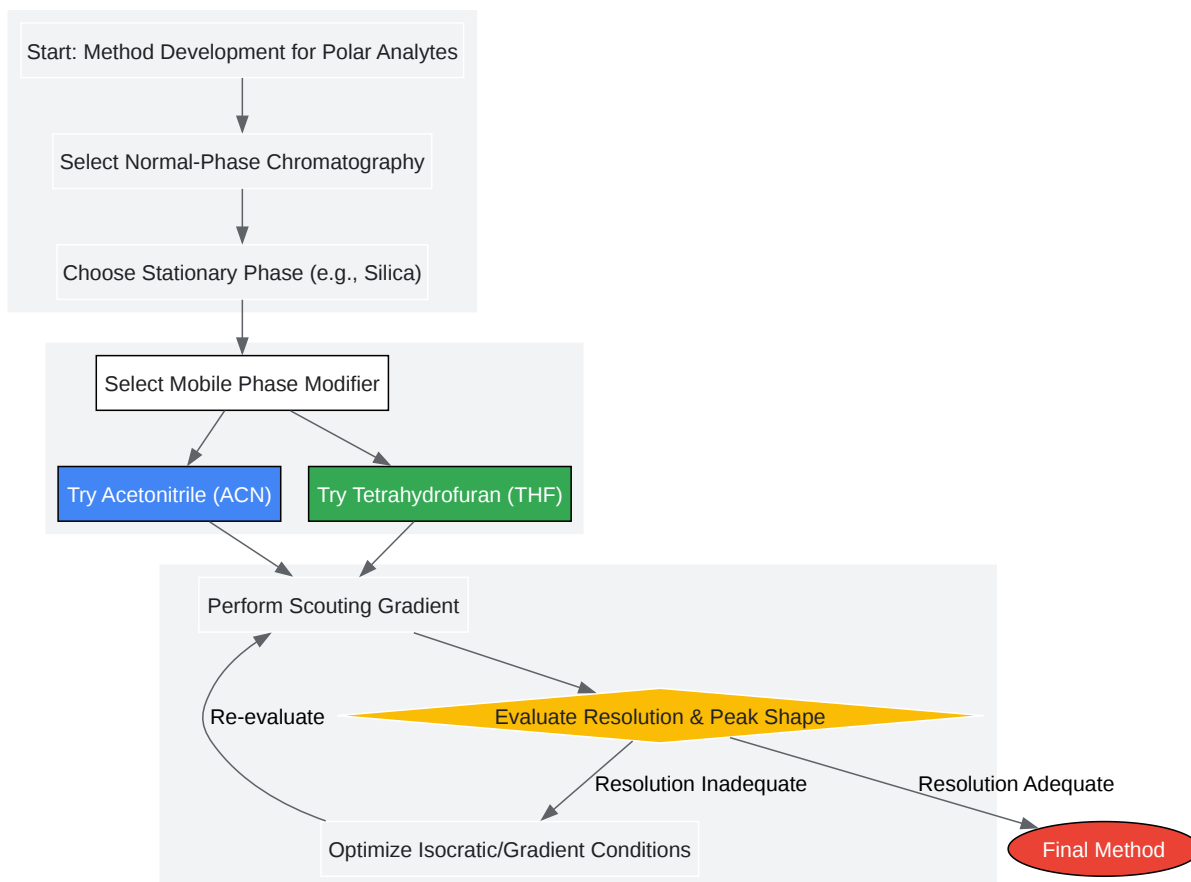 Start: Method Development for Polar Analytes
Select Normal-Phase Chromatography
Choose Stationary Phase (e.g., Silica)
Select Mobile Phase Modifier
Try Acetonitrile (ACN)
Try Tetrahydrofuran (THF)
Perform Scouting Gradient
Re-evaluate
Evaluate Resolution & Peak Shape
Resolution Inadequate
Resolution Adequate
Optimize Isocratic/Gradient Conditions
Final Method